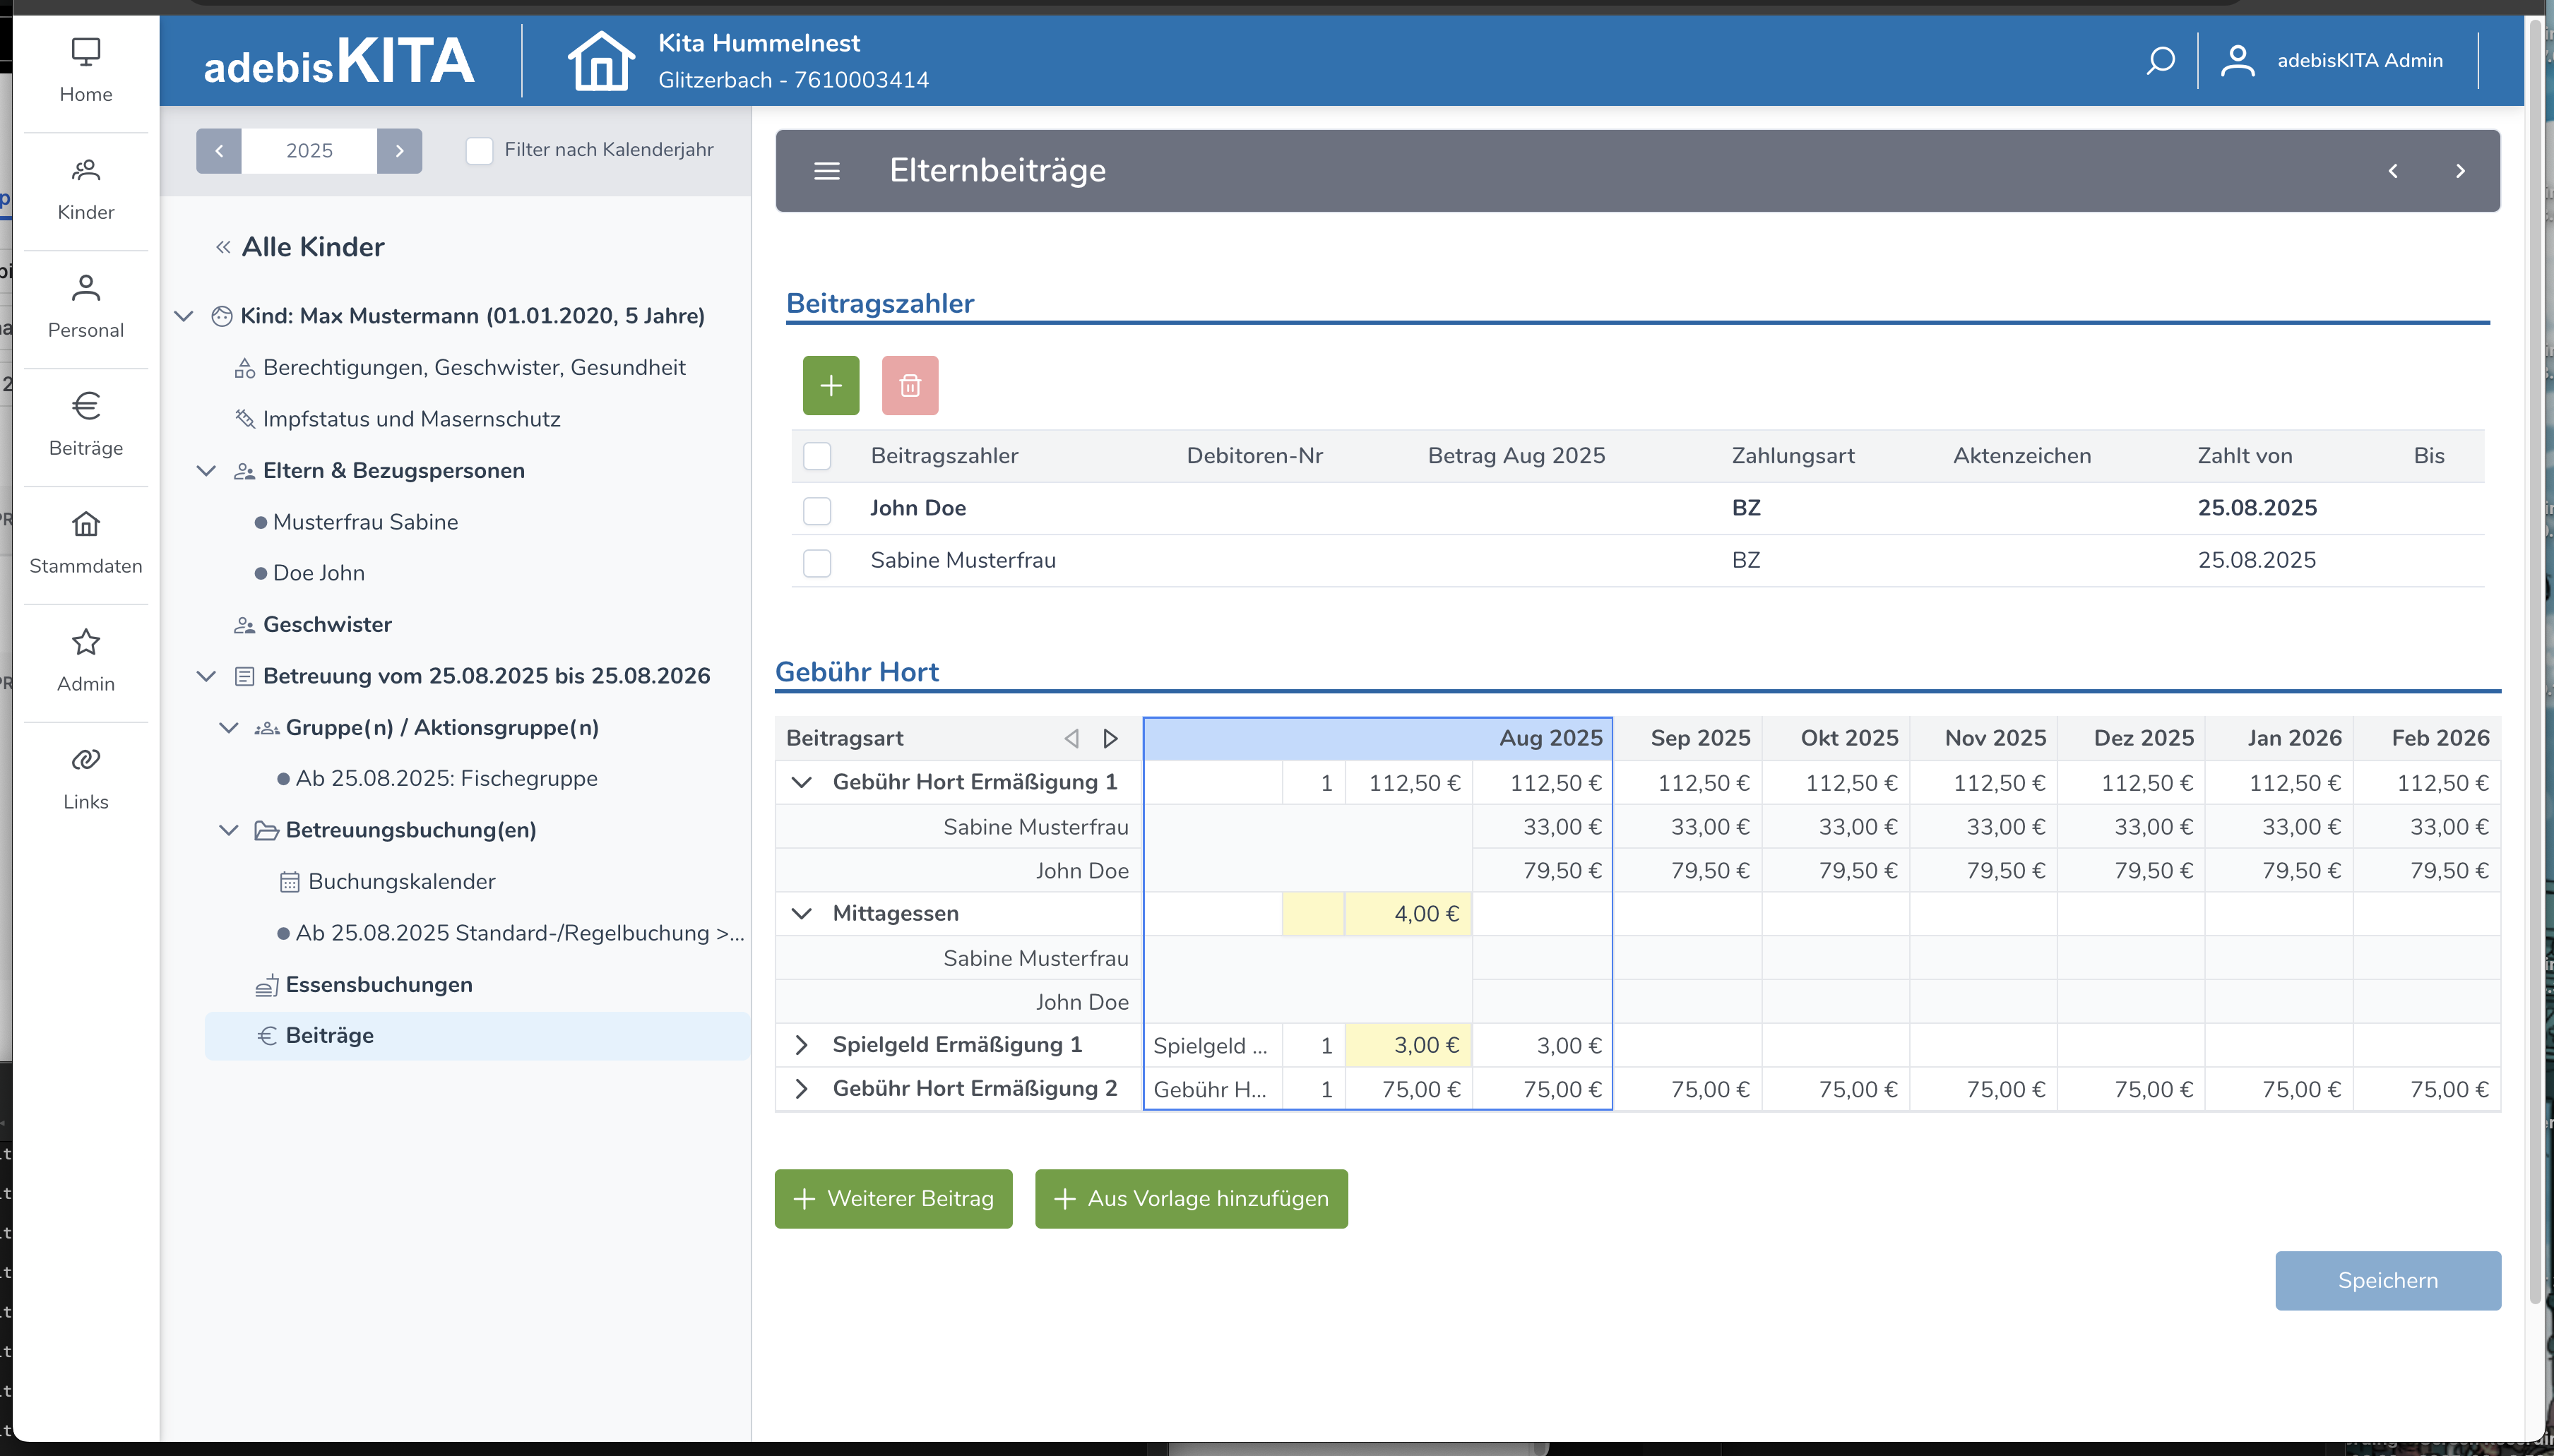 adebisKITA
Kita Hummelnest
Glitzerbach - 7610003414
adebisKITA Admin
Home
Kinder
Personal
Beiträge
Stammdaten
Admin
Links
2025
Filter nach Kalenderjahr
Alle Kinder
Kind: Max Mustermann (01.01.2020, 5 Jahre)
Berechtigungen, Geschwister, Gesundheit
Impfstatus und Masernschutz
Eltern & Bezugspersonen
Musterfrau Sabine
Doe John
Geschwister
Betreuung vom 25.08.2025 bis 25.08.2026
Gruppe(n) / Aktionsgruppe(n)
Ab 25.08.2025: Fischegruppe
Betreuungsbuchung(en)
Buchungskalender
Ab 25.08.2025 Standard-/Regelbuchung >...
Essensbuchungen
Beiträge
Elternbeiträge
Beitragszahler
Beitragszahler Debitoren-Nr Betrag Aug 2025 Zahlungsart Aktenzeichen Zahlt von Bis
John Doe BZ 25.08.2025
Sabine Musterfrau BZ 25.08.2025
Gebühr Hort
Beitragsart Aug 2025 Sep 2025 Okt 2025 Nov 2025 Dez 2025 Jan 2026 Feb 2026
Gebühr Hort Ermäßigung 1 1 112,50 € 112,50 € 112,50 € 112,50 € 112,50 € 112,50 € 112,50 € 112,50 €
Sabine Musterfrau 33,00 € 33,00 € 33,00 € 33,00 € 33,00 € 33,00 € 33,00 €
John Doe 79,50 € 79,50 € 79,50 € 79,50 € 79,50 € 79,50 € 79,50 €
Mittagessen 4,00 €
Sabine Musterfrau
John Doe
Spielgeld Ermäßigung 1 Spielgeld ... 1 3,00 € 3,00 €
Gebühr Hort Ermäßigung 2 Gebühr H... 1 75,00 € 75,00 € 75,00 € 75,00 € 75,00 € 75,00 € 75,00 € 75,00 €
Weiterer Beitrag
Aus Vorlage hinzufügen
Speichern